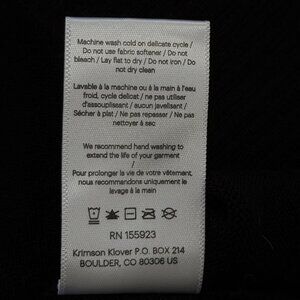 Machine wash cold on delicate cycle /
Do not use fabric softener / Do not
bleach / Lay flat to dry / Do not iron / Do
not dry clean
Lavable à la machine ou à la main à l'eau
froid, cycle delicat / ne pas utiliser
d'assouplissant / aucun javelisant /
Sécher à plat / Ne pas repasser / Ne pas
nettoyer à sec
We recommend hand washing to
extend the life of your garment
/
Pour prolonger la vie de votre vêtement,
nous recommandons uniquement le
lavage à la main
RN 155923
Krimson Klover P.O. BOX 214
BOULDER, CO 80306 US